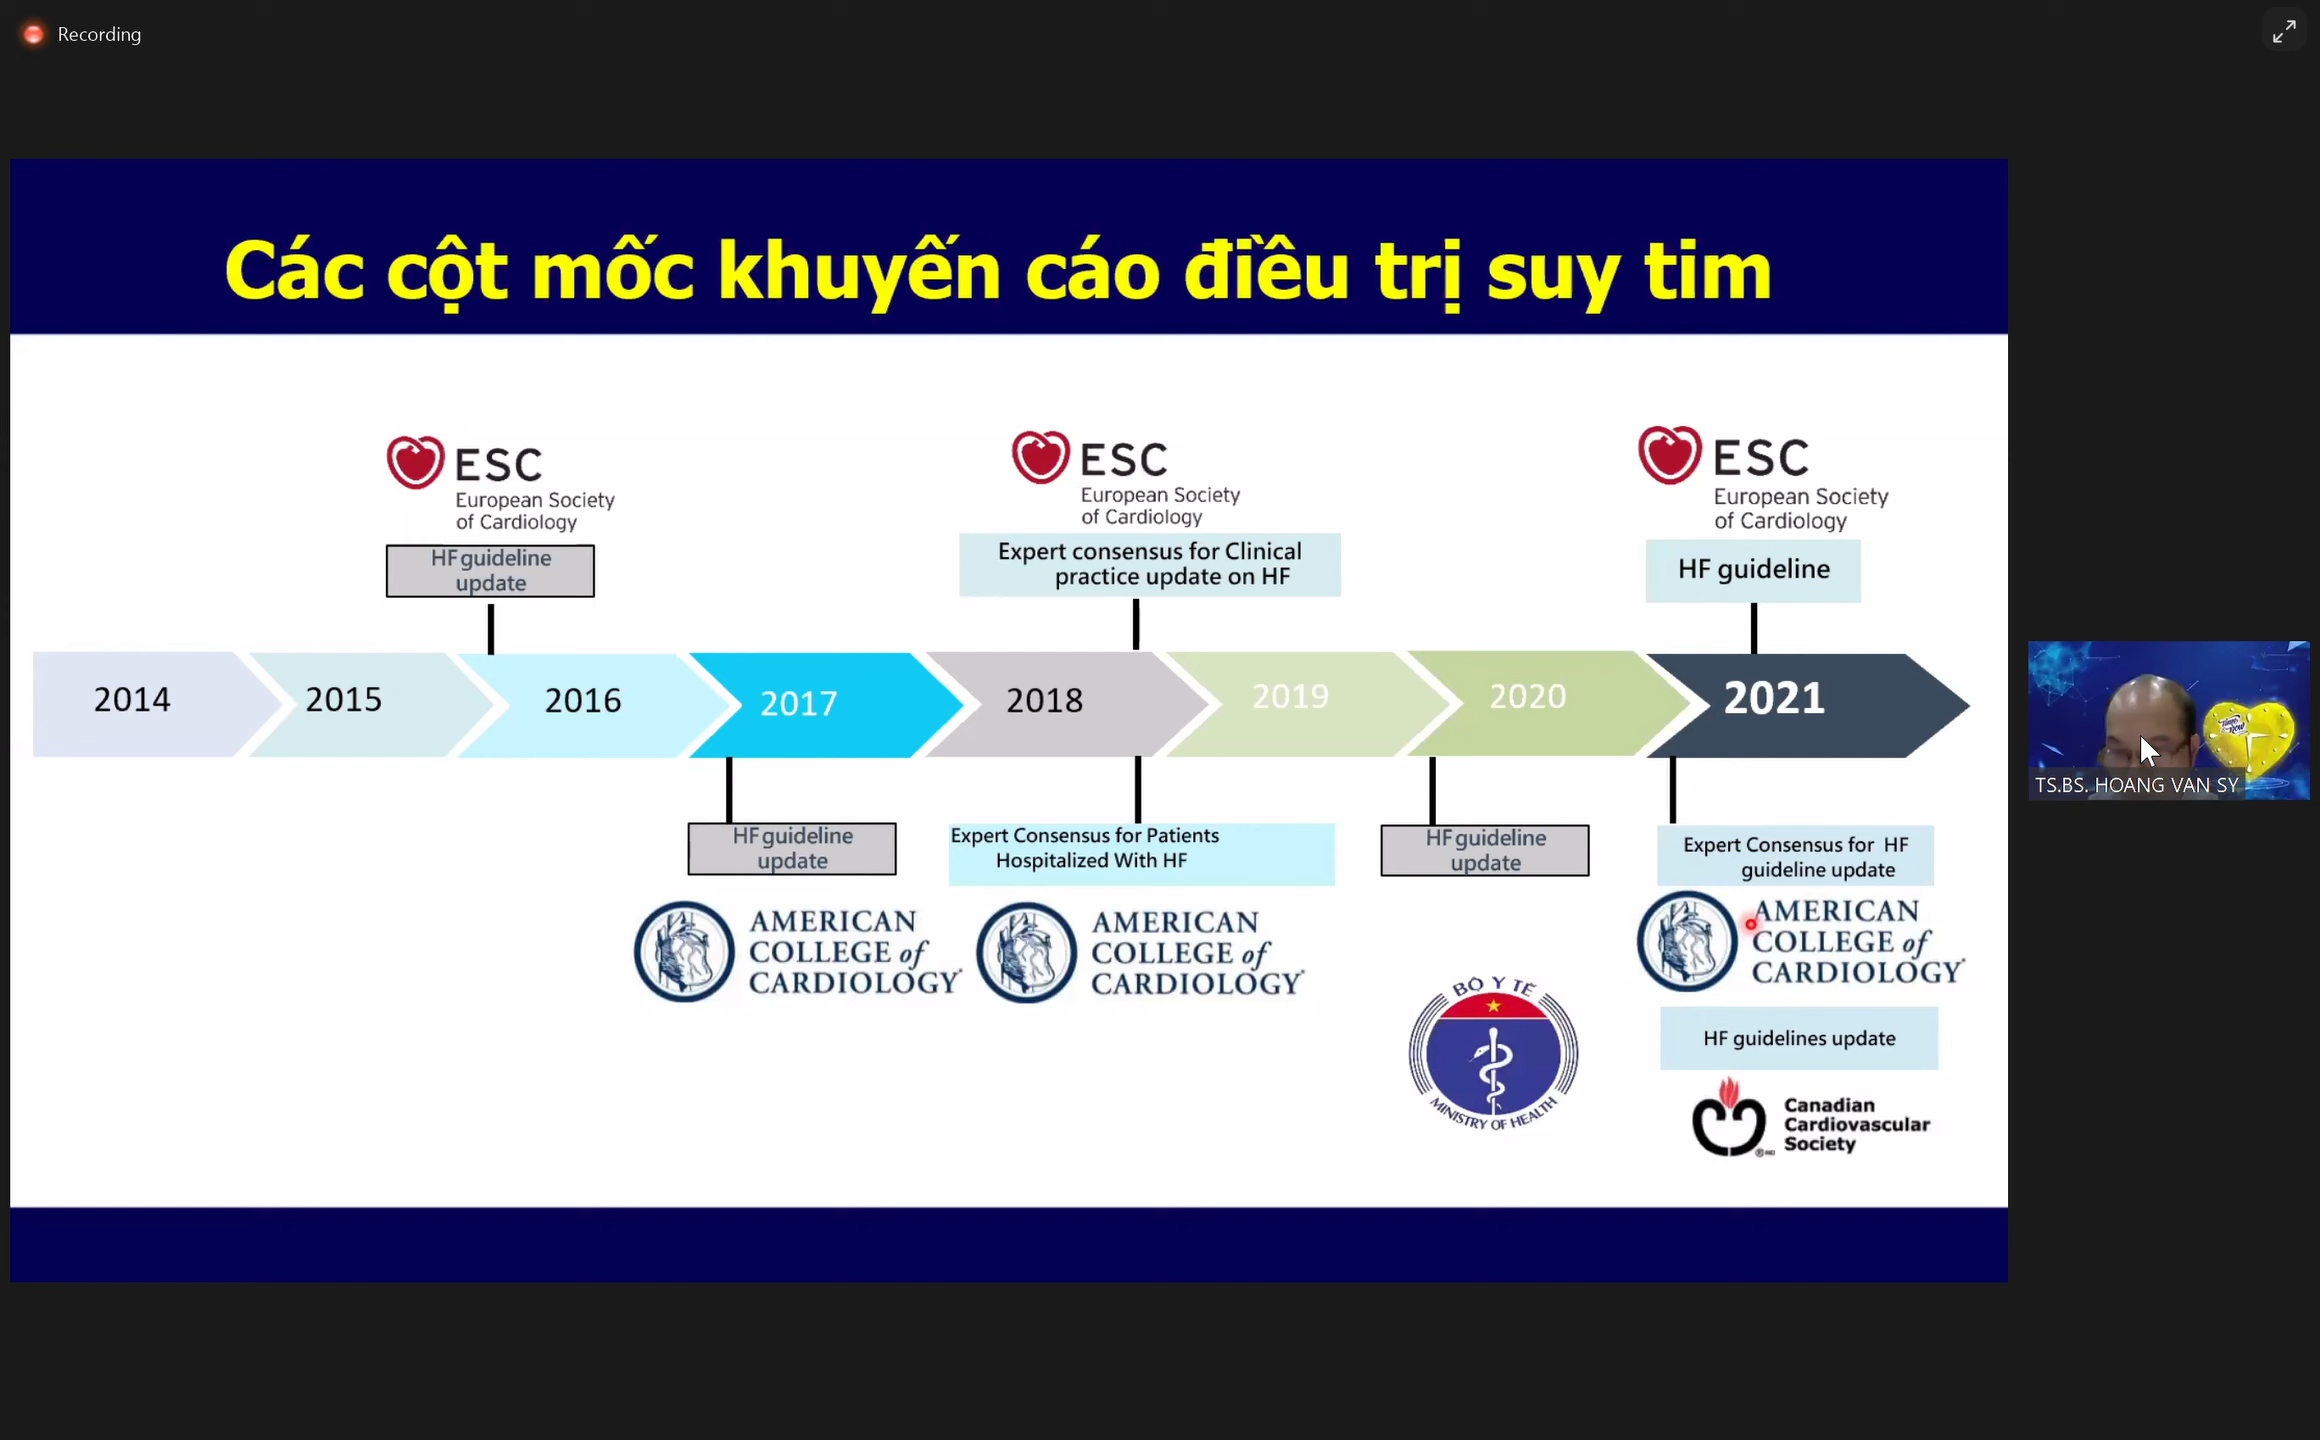 Recording
Các cột mốc khuyến cáo điều trị suy tim
ESC
European Society
of Cardiology
HF guideline
update
ESC
European Society
of Cardiology
Expert consensus for Clinical
practice update on HF
ESC
European Society
of Cardiology
HF guideline
2014
2015
2016
2017
2018
2019
2020
2021
HF guideline
update
AMERICAN
COLLEGE of
CARDIOLOGY
Expert Consensus for Patients
Hospitalized With HF
AMERICAN
COLLEGE of
CARDIOLOGY
HF guideline
update
BỘ Y TẾ
MINISTRY OF HEALTH
Expert Consensus for HF
guideline update
AMERICAN
COLLEGE of
CARDIOLOGY
HF guidelines update
Canadian
Cardiovascular
Society
TS.BS. HOANG VAN SY